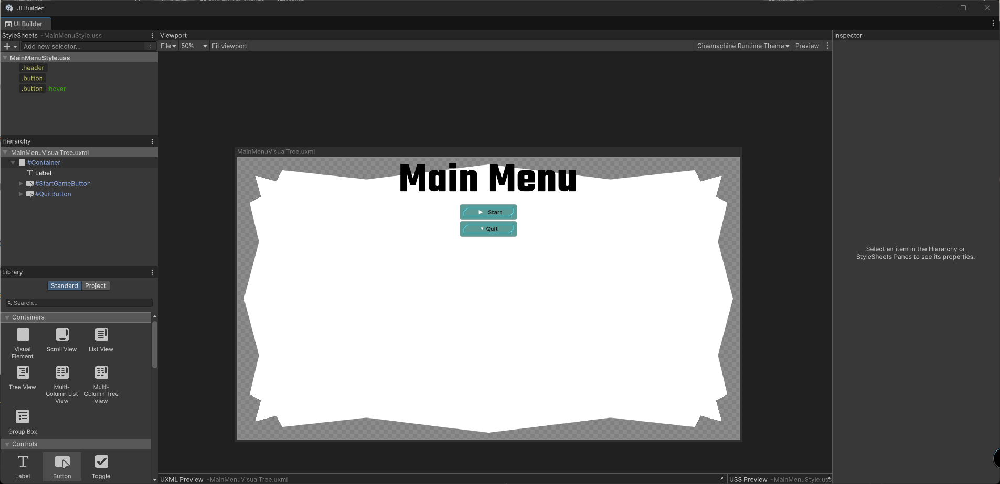 UI Builder
UI Builder
StyleSheets - MainMenuStyle.uss
Add new selector...
MainMenuStyle.uss
.header
.button
.button :hover
Hierarchy
MainMenuVisualTree.uxml
#Container
Label
#StartGameButton
#QuitButton
Library
Standard Project
Search...
Containers
Visual Element
Scroll View
List View
Tree View
Multi-Column List View
Multi-Column Tree View
Group Box
Controls
Label
Button
Toggle
Viewport
File 50% Fit viewport
Cinemachine Runtime Theme Preview
MainMenuVisualTree.uxml
Main Menu
Start
Quit
UXML Preview - MainMenuVisualTree.uxml
USS Preview - MainMenuStyle.u
Inspector
Select an item in the Hierarchy or
StyleSheets Panes to see its properties.